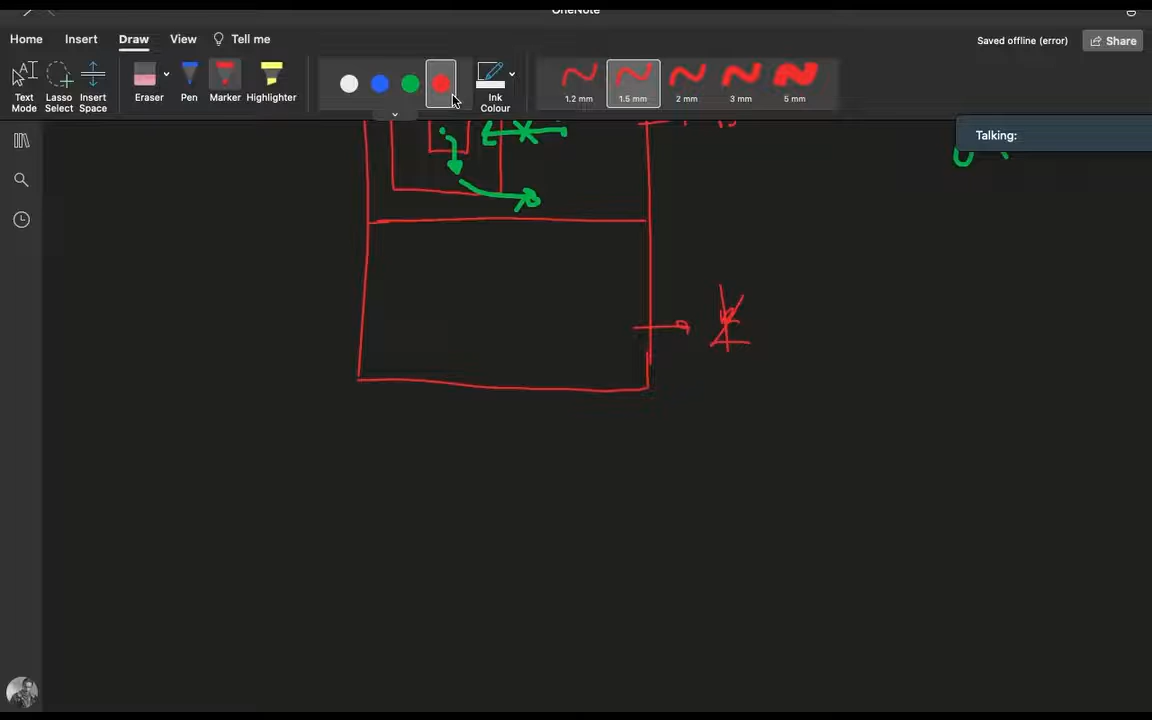 OneNote
Home Insert Draw View Tell me
Saved offline (error) Share
Text Mode
Lasso Select
Insert Space
Eraser
Pen
Marker
Highlighter
Ink Colour
1.2 mm
1.5 mm
2 mm
3 mm
5 mm
Talking: